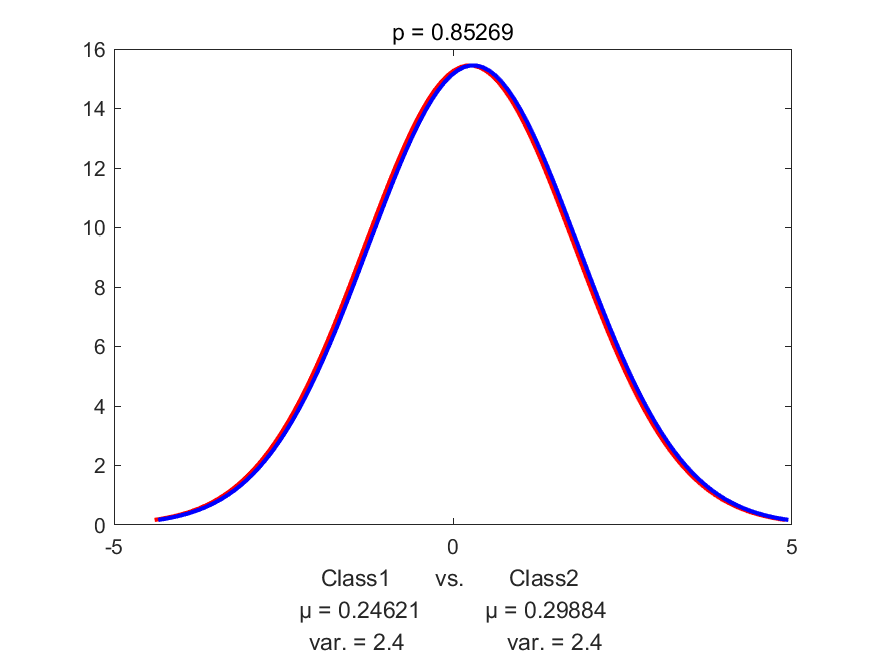 p = 0.85269
16
14
12
10
8
6
4
2
0
-5 0 5
Class1 vs. Class2
μ = 0.24621 μ = 0.29884
var. = 2.4 var. = 2.4